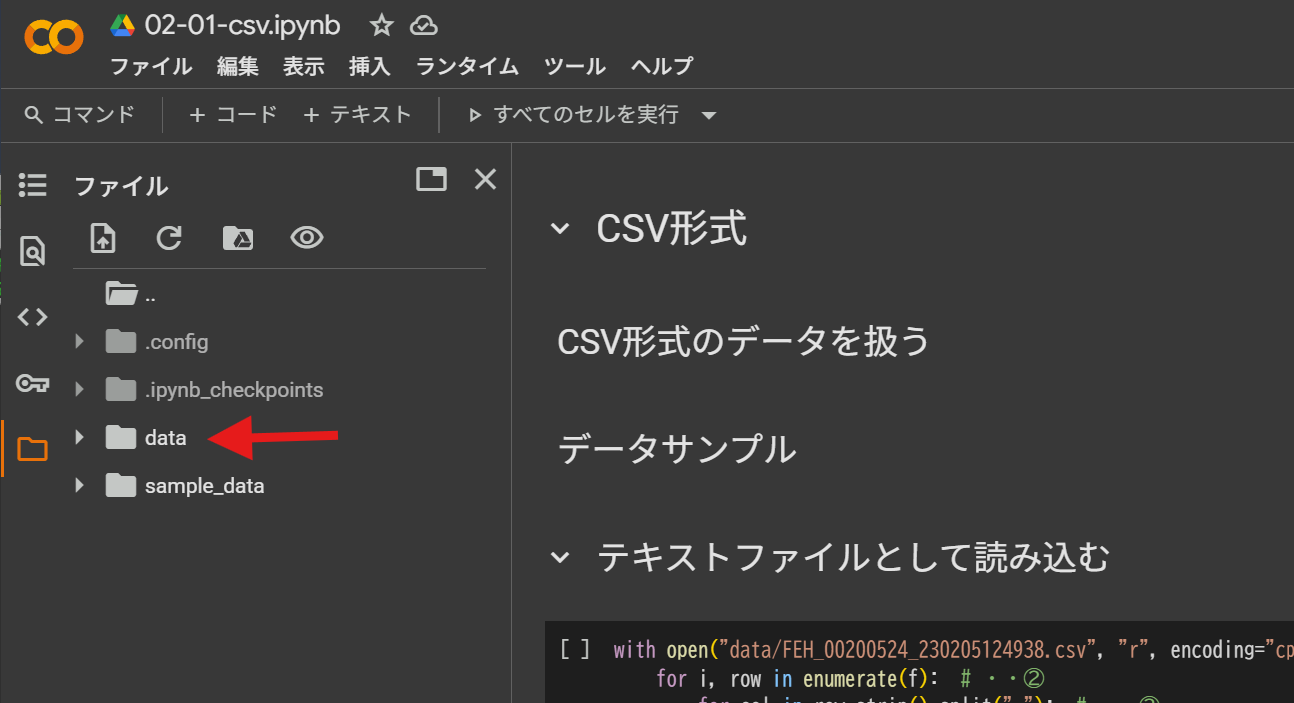 02-01-csv.ipynb
ファイル 編集 表示 挿入 ランタイム ツール ヘルプ
コマンド + コード + テキスト すべてのセルを実行
ファイル
..
.config
.ipynb_checkpoints
data
sample_data
CSV形式
CSV形式のデータを扱う
データサンプル
テキストファイルとして読み込む
[ ] with open("data/FEH_00200524_230205124938.csv", "r", encoding="cp
for i, row in enumerate(f): # ・・②